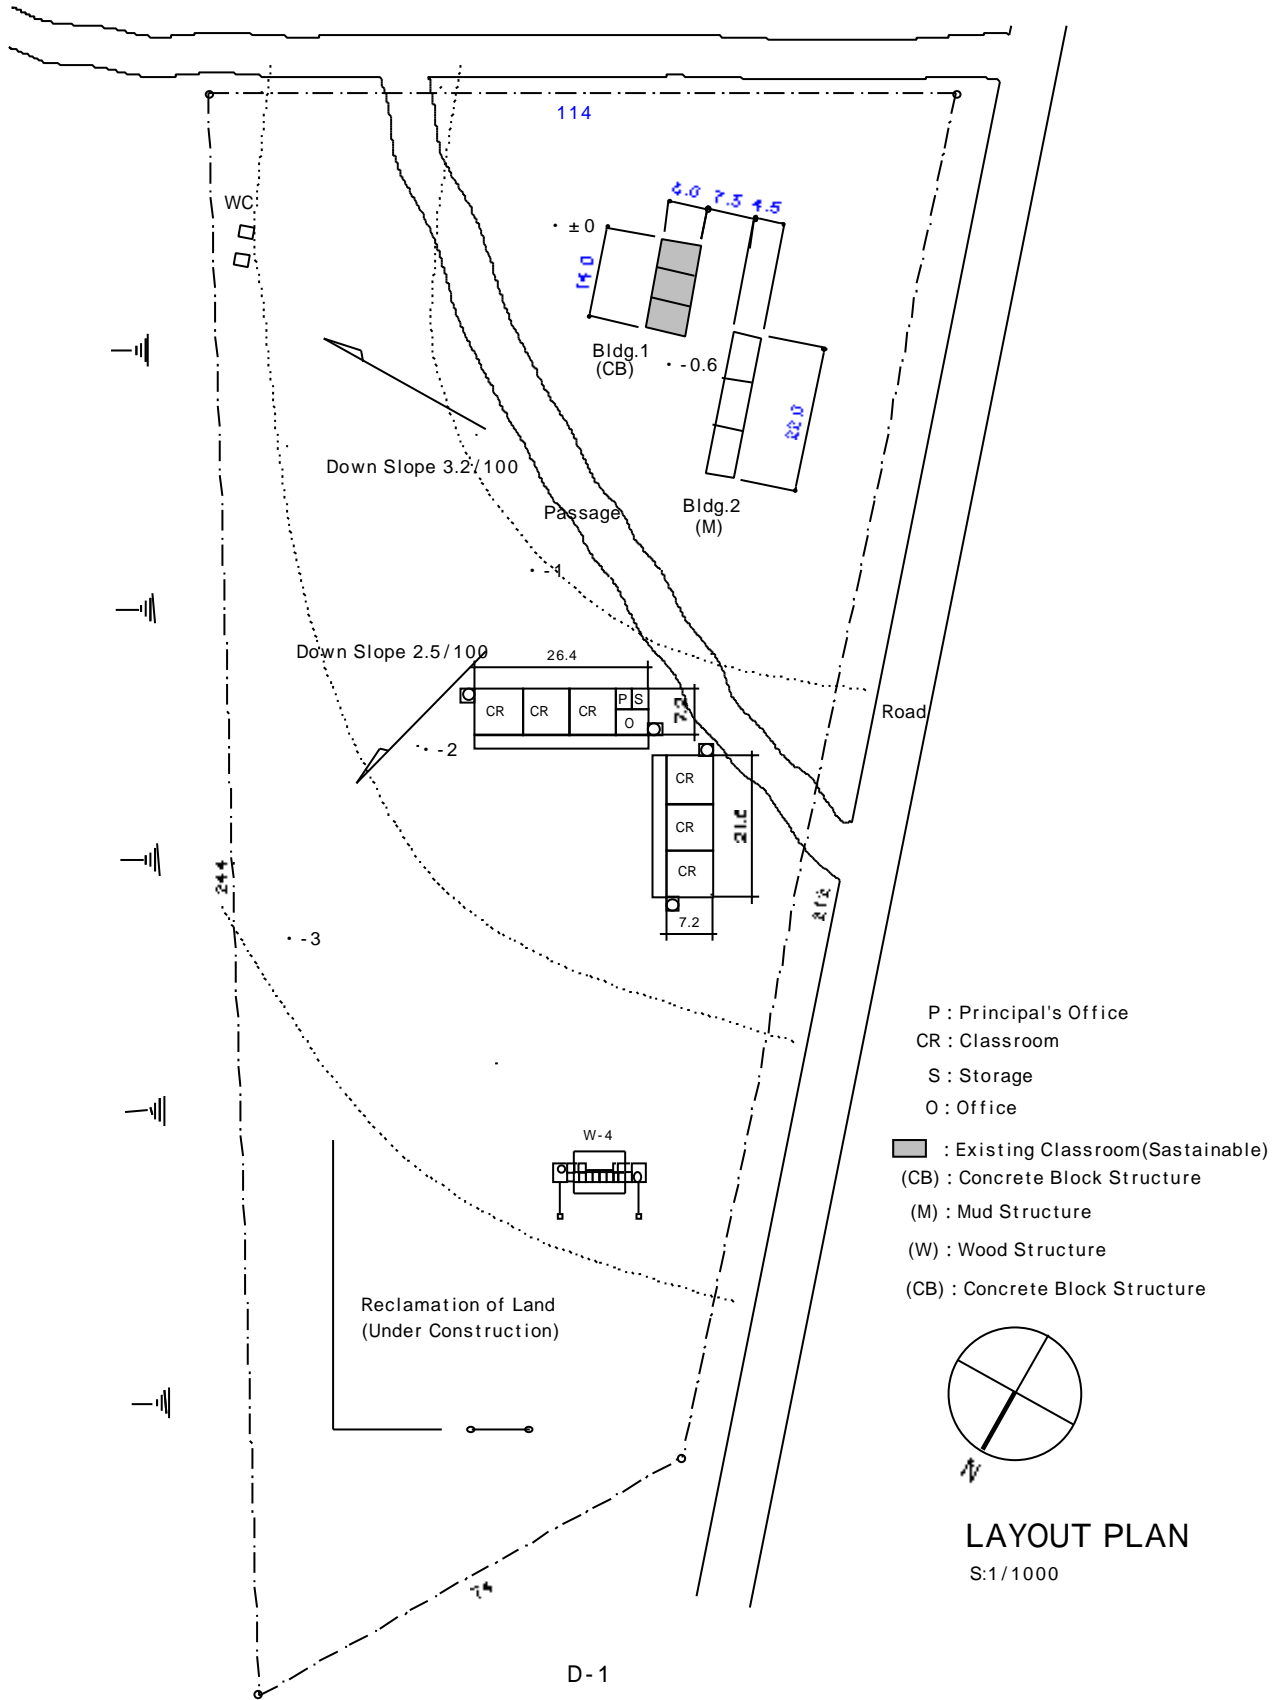 114
WC
6.0 7.5 4.5
± 0
14.0
Bldg.1
(CB)
-0.6
22.0
Down Slope 3.2/100
Bldg.2
(M)
Passage
-1
Down Slope 2.5/100
26.4
CR CR CR P S
O
7.2
Road
-2
CR
CR
21.6
CR
244
212
7.2
-3
P : Principal's Office
CR : Classroom
S : Storage
O : Office
W-4
: Existing Classroom(Sastainable)
(CB) : Concrete Block Structure
(M) : Mud Structure
(W) : Wood Structure
(CB) : Concrete Block Structure
Reclamation of Land
(Under Construction)
N
LAYOUT PLAN
S:1/1000
74
D-1